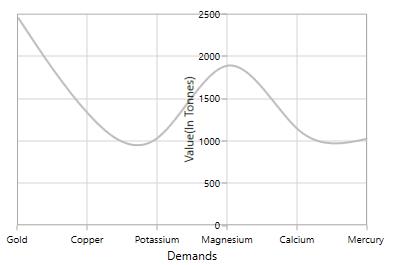 2500
2000
1500
1000
500
0
Value(In Tonnes)
Gold Copper Potassium Magnesium Calcium Mercury
Demands